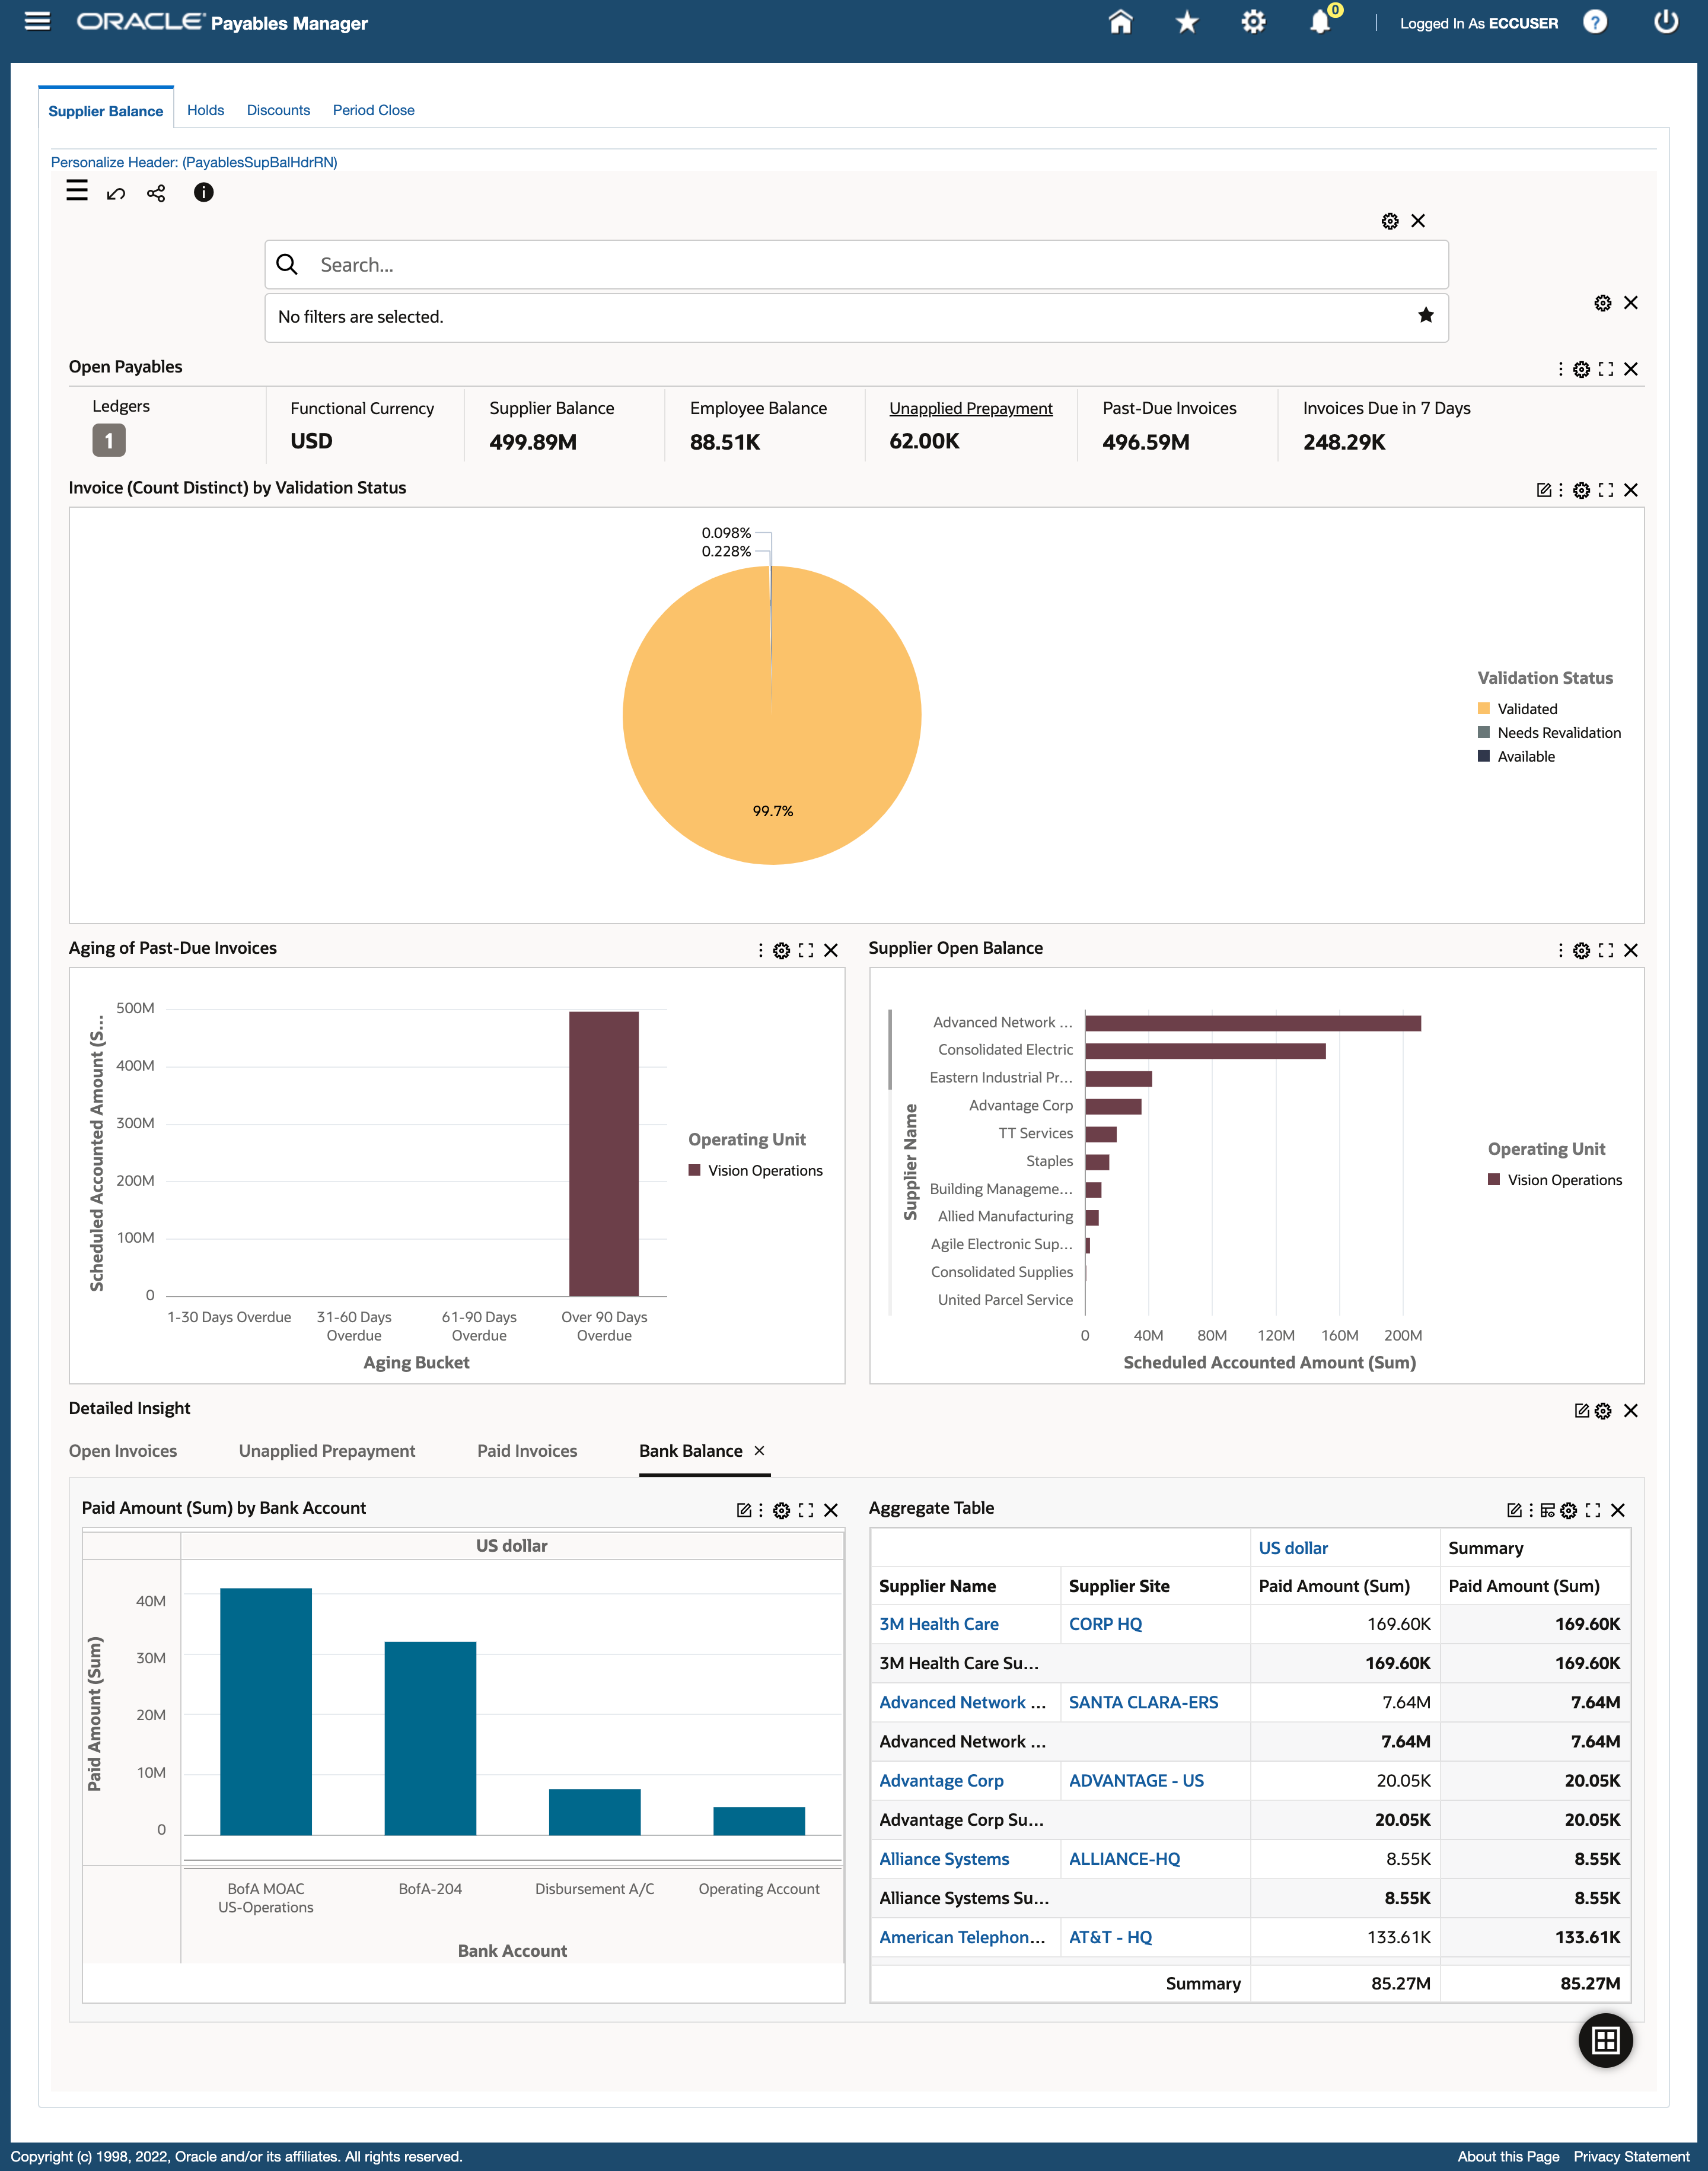 ORACLE Payables Manager
0
Logged In As ECCUSER
?
Supplier Balance Holds Discounts Period Close
Personalize Header: (PayablesSupBalHdrRN)
Search...
No filters are selected.
Open Payables
Ledgers Functional Currency Supplier Balance Employee Balance Unapplied Prepayment Past-Due Invoices Invoices Due in 7 Days
1 USD 499.89M 88.51K 62.00K 496.59M 248.29K
Invoice (Count Distinct) by Validation Status
0.098%
0.228%
99.7%
Validation Status
Validated
Needs Revalidation
Available
Aging of Past-Due Invoices
Scheduled Accounted Amount (S...
500M
400M
300M
200M
100M
0
1-30 Days Overdue 31-60 Days Overdue 61-90 Days Overdue Over 90 Days Overdue
Aging Bucket
Operating Unit
Vision Operations
Supplier Open Balance
Supplier Name
Advanced Network ...
Consolidated Electric
Eastern Industrial Pr...
Advantage Corp
TT Services
Staples
Building Manageme...
Allied Manufacturing
Agile Electronic Sup...
Consolidated Supplies
United Parcel Service
0 40M 80M 120M 160M 200M
Scheduled Accounted Amount (Sum)
Operating Unit
Vision Operations
Detailed Insight
Open Invoices Unapplied Prepayment Paid Invoices Bank Balance
Paid Amount (Sum) by Bank Account
US dollar
Paid Amount (Sum)
40M
30M
20M
10M
0
BofA MOAC US-Operations BofA-204 Disbursement A/C Operating Account
Bank Account
Aggregate Table
US dollar Summary
Supplier Name Supplier Site Paid Amount (Sum) Paid Amount (Sum)
3M Health Care CORP HQ 169.60K 169.60K
3M Health Care Su... 169.60K 169.60K
Advanced Network ... SANTA CLARA-ERS 7.64M 7.64M
Advanced Network ... 7.64M 7.64M
Advantage Corp ADVANTAGE - US 20.05K 20.05K
Advantage Corp Su... 20.05K 20.05K
Alliance Systems ALLIANCE-HQ 8.55K 8.55K
Alliance Systems Su... 8.55K 8.55K
American Telephon... AT&T - HQ 133.61K 133.61K
Summary 85.27M 85.27M
Copyright (c) 1998, 2022, Oracle and/or its affiliates. All rights reserved.
About this Page Privacy Statement